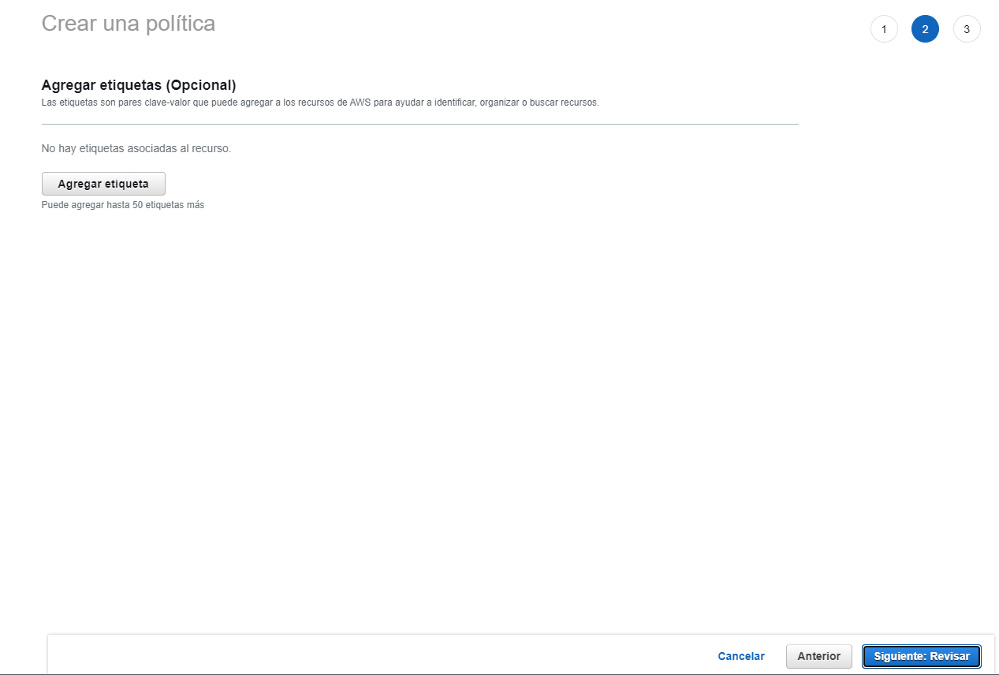 Crear una política
1 2 3
Agregar etiquetas (Opcional)
Las etiquetas son pares clave-valor que puede agregar a los recursos de AWS para ayudar a identificar, organizar o buscar recursos.
No hay etiquetas asociadas al recurso.
Agregar etiqueta
Puede agregar hasta 50 etiquetas más
Cancelar Anterior Siguiente: Revisar